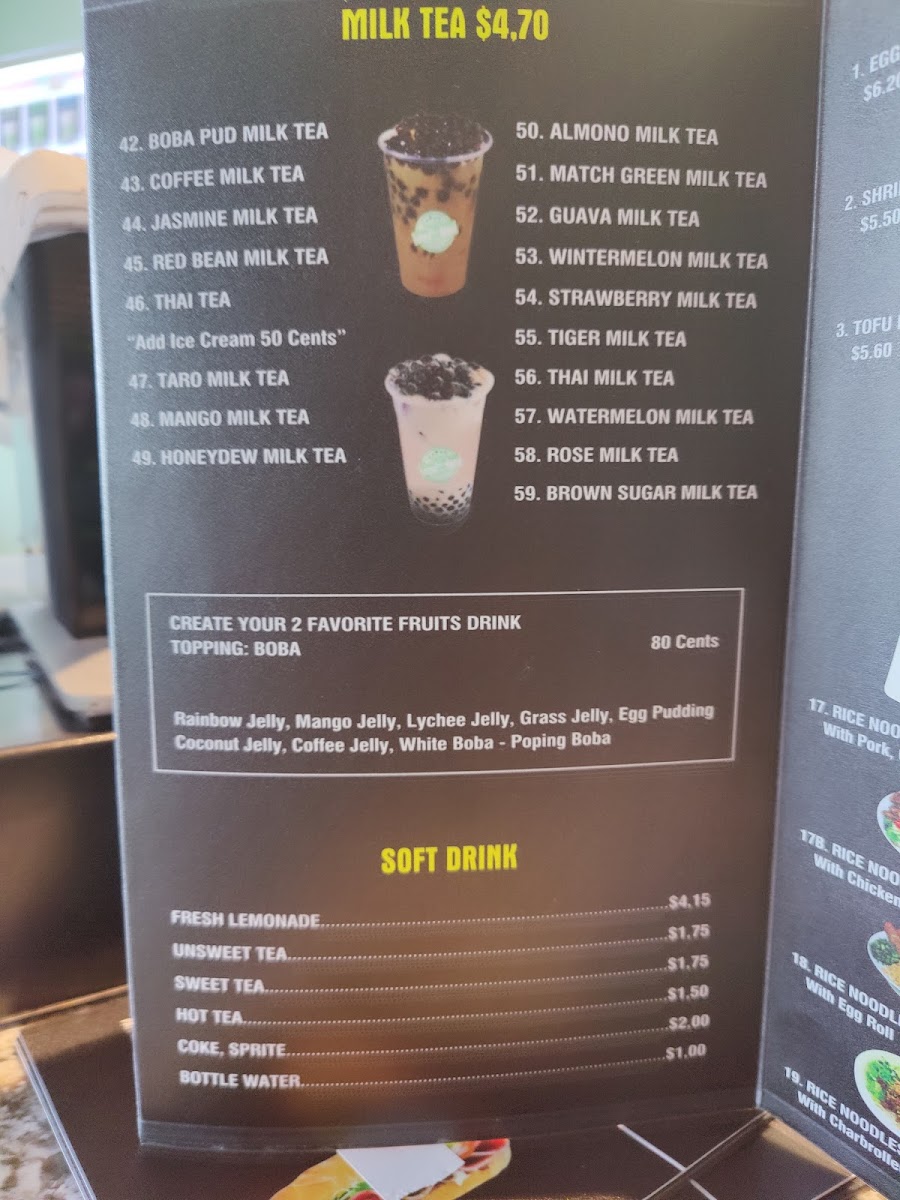 MILK TEA $4,70
42. BOBA PUD MILK TEA
43. COFFEE MILK TEA
44. JASMINE MILK TEA
45. RED BEAN MILK TEA
46. THAI TEA
"Add Ice Cream 50 Cents"
47. TARO MILK TEA
48. MANGO MILK TEA
49. HONEYDEW MILK TEA
50. ALMONO MILK TEA
51. MATCH GREEN MILK TEA
52. GUAVA MILK TEA
53. WINTERMELON MILK TEA
54. STRAWBERRY MILK TEA
55. TIGER MILK TEA
56. THAI MILK TEA
57. WATERMELON MILK TEA
58. ROSE MILK TEA
59. BROWN SUGAR MILK TEA
CREATE YOUR 2 FAVORITE FRUITS DRINK
TOPPING: BOBA 80 Cents
Rainbow Jelly, Mango Jelly, Lychee Jelly, Grass Jelly, Egg Pudding
Coconut Jelly, Coffee Jelly, White Boba - Poping Boba
SOFT DRINK
FRESH LEMONADE $4,15
UNSWEET TEA $1,75
SWEET TEA $1,75
HOT TEA $1,50
COKE, SPRITE $2,00
BOTTLE WATER $1,00
1. EGG
2. SHRI
$5.50
3. TOFU
$5.60
17. RICE NOO
With Pork,
17B. RICE NOO
With Chicken
18. RICE NOODL
With Egg Roll
19. RICE NOODLES
With Charbrolle